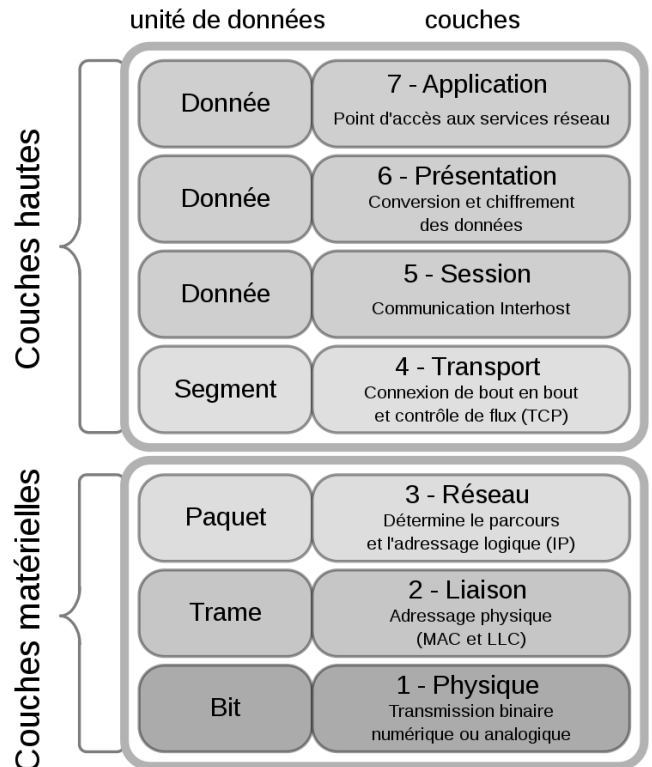 unité de données
couches
Couches hautes
Donnée
7 - Application
Point d'accès aux services réseau
Donnée
6 - Présentation
Conversion et chiffrement
des données
Donnée
5 - Session
Communication Interhost
Segment
4 - Transport
Connexion de bout en bout
et contrôle de flux (TCP)
Couches matérielles
Paquet
3 - Réseau
Détermine le parcours
et l'adressage logique (IP)
Trame
2 - Liaison
Adressage physique
(MAC et LLC)
Bit
1 - Physique
Transmission binaire
numérique ou analogique